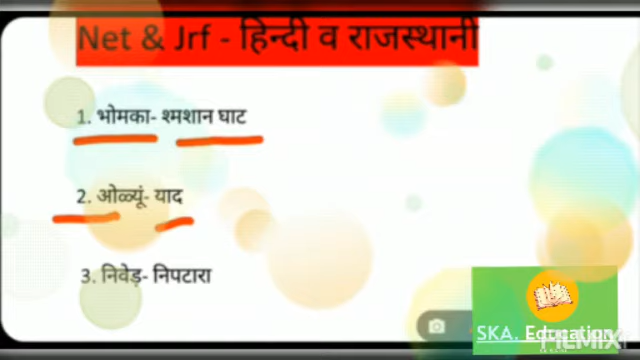 Net & Jrf - हिन्दी व राजस्थानी
1. भोमका- श्मशान घाट
2. ओळ्यूं- याद
3. निवेड़- निपटारा
SKA. Education